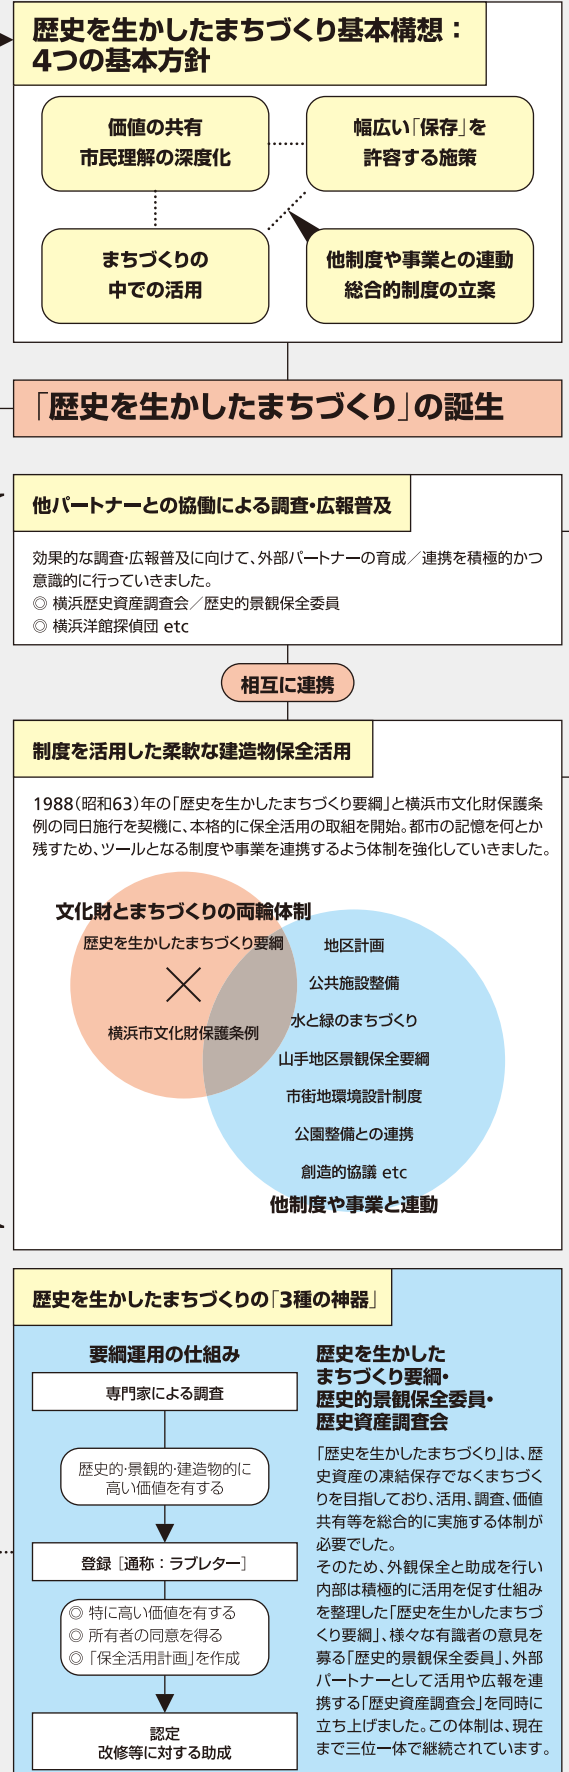 歴史を生かしたまちづくり基本構想：
4つの基本方針
価値の共有
市民理解の深度化
幅広い「保存」を
許容する施策
まちづくりの
中での活用
他制度や事業との連動
総合的制度の立案
「歴史を生かしたまちづくり」の誕生
他パートナーとの協働による調査・広報普及
効果的な調査・広報普及に向けて、外部パートナーの育成／連携を積極的かつ
意識的に行っていきました。
◎ 横浜歴史資産調査会／歴史的景観保全委員
◎ 横浜洋館探偵団 etc
相互に連携
制度を活用した柔軟な建造物保全活用
1988（昭和63）年の「歴史を生かしたまちづくり要綱」と横浜市文化財保護条
例の同日施行を契機に、本格的に保全活用の取組を開始。都市の記憶を何とか
残すため、ツールとなる制度や事業を連携するよう体制を強化していきました。
文化財とまちづくりの両輪体制
歴史を生かしたまちづくり要綱
×
横浜市文化財保護条例
地区計画
公共施設整備
水と緑のまちづくり
山手地区景観保全要綱
市街地環境設計制度
公園整備との連携
創造的協議 etc
他制度や事業と連動
歴史を生かしたまちづくりの「3種の神器」
要綱運用の仕組み
専門家による調査
歴史的・景観的・建造物的に
高い価値を有する
登録［通称：ラブレター］
◎ 特に高い価値を有する
◎ 所有者の同意を得る
◎ 「保全活用計画」を作成
認定
改修等に対する助成
歴史を生かした
まちづくり要綱・
歴史的景観保全委員・
歴史資産調査会
「歴史を生かしたまちづくり」は、歴
史資産の凍結保存でなくまちづく
りを目指しており、活用、調査、価値
共有等を総合的に実施する体制が
必要でした。
そのため、外観保全と助成を行い
内部は積極的に活用を促す仕組み
を整理した「歴史を生かしたまちづ
くり要綱」、様々な有識者の意見を
募る「歴史的景観保全委員」、外部
パートナーとして活用や広報を連
携する「歴史資産調査会」を同時に
立ち上げました。この体制は、現在
まで三位一体で継続されています。